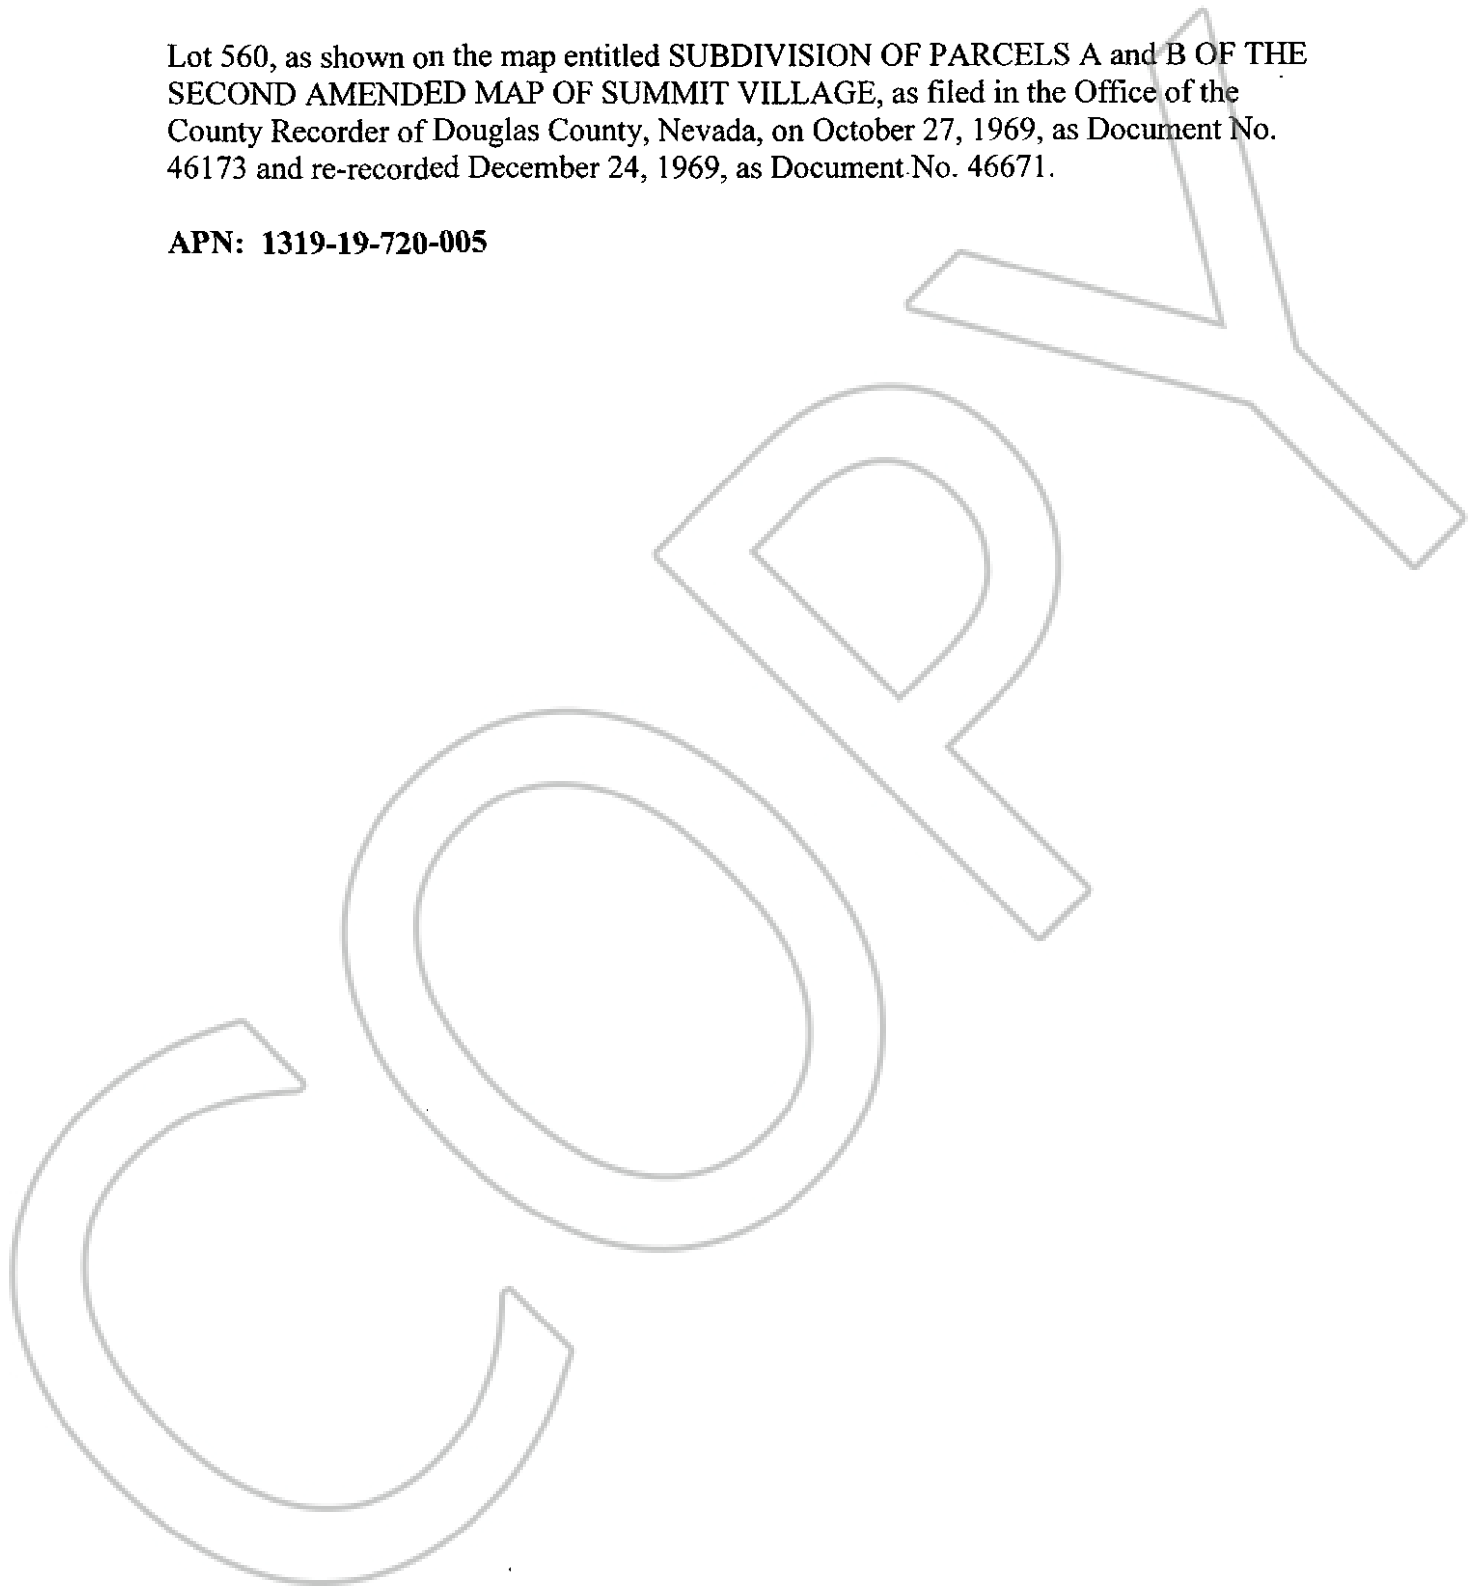 Lot 560, as shown on the map entitled SUBDIVISION OF PARCELS A and B OF THE
SECOND AMENDED MAP OF SUMMIT VILLAGE, as filed in the Office of the
County Recorder of Douglas County, Nevada, on October 27, 1969, as Document No.
46173 and re-recorded December 24, 1969, as Document No. 46671.
APN: 1319-19-720-005
COPY